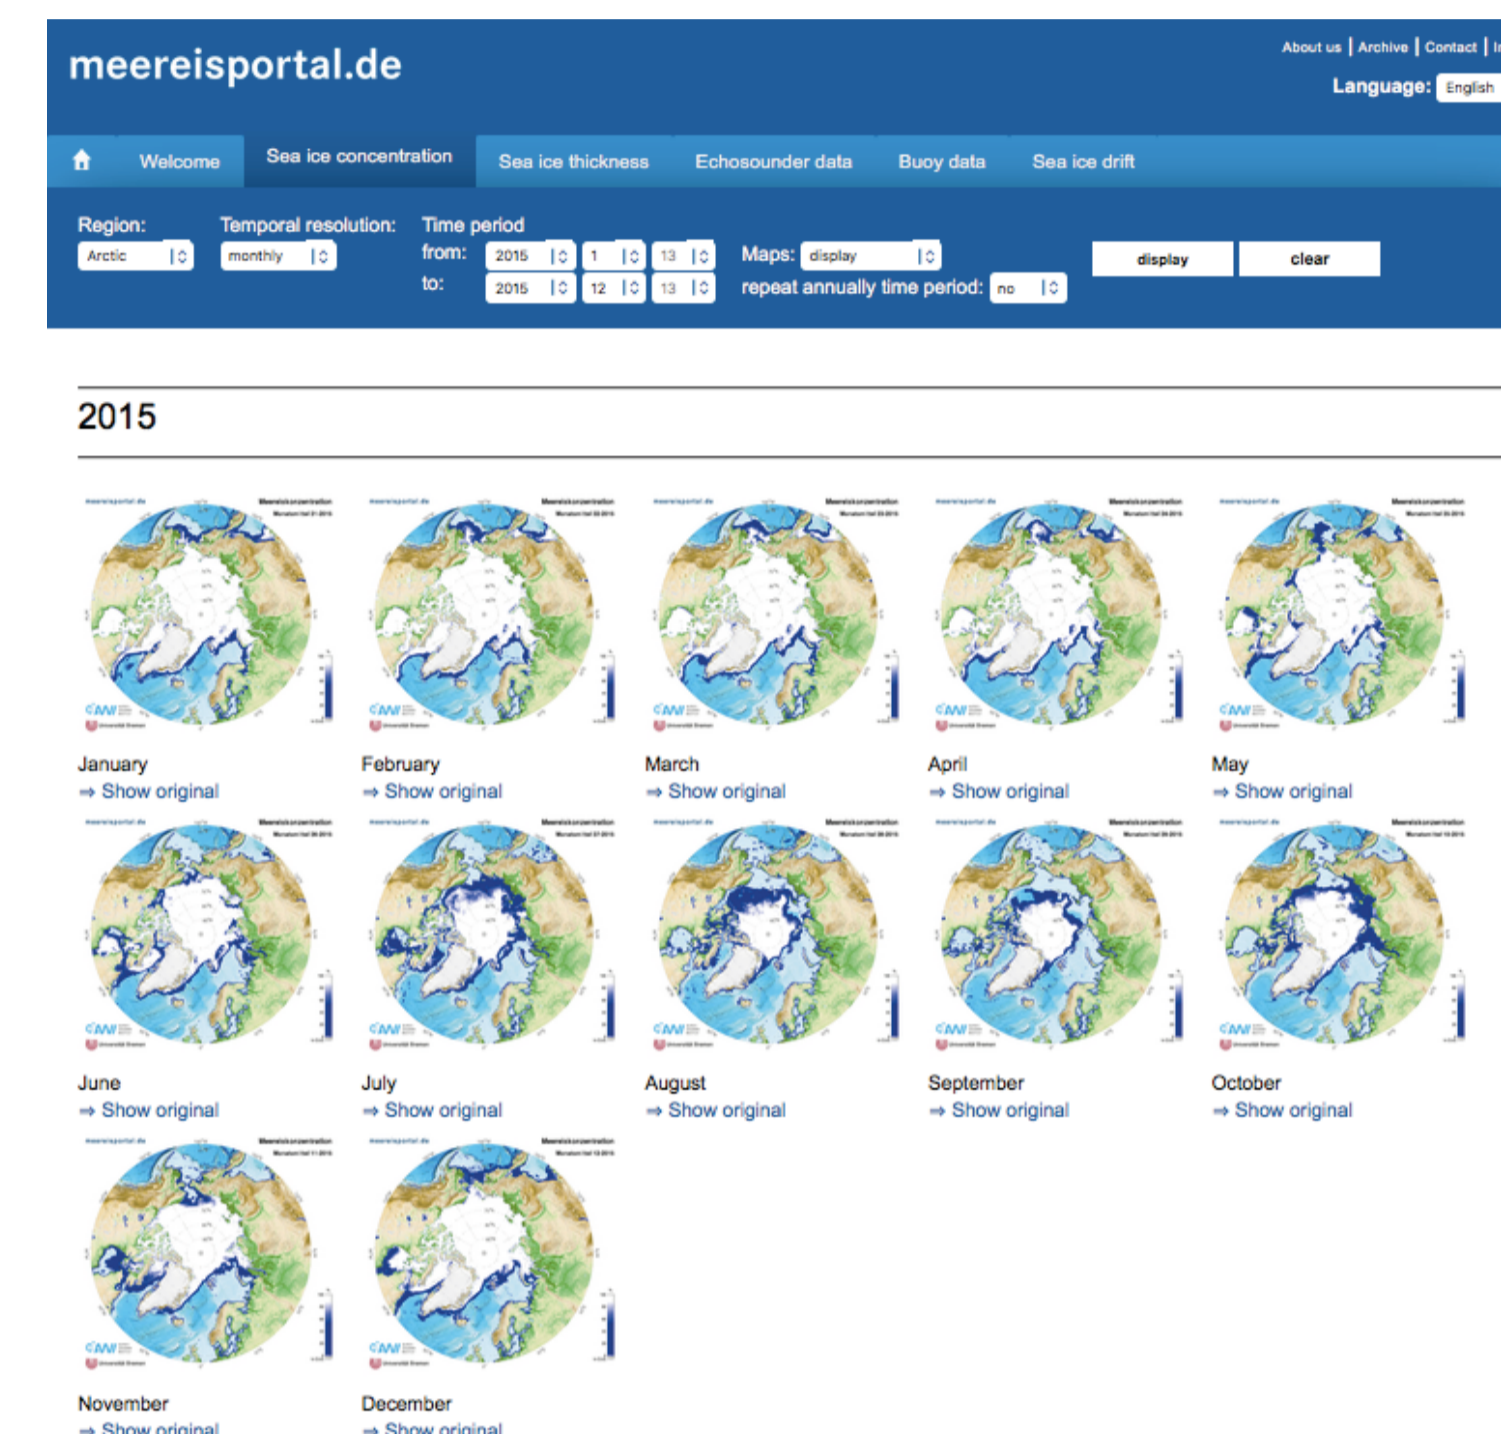 meereisportal.de
About us | Archive | Contact |
Language: English
Welcome
Sea ice concentration
Sea ice thickness
Echosounder data
Buoy data
Sea ice drift
Region:
Arctic
Temporal resolution:
monthly
Time period
from: 2015 1 13
to: 2015 12 13
Maps: display
repeat annually time period: no
display
clear
2015
January
⇒ Show original
February
⇒ Show original
March
⇒ Show original
April
⇒ Show original
May
⇒ Show original
June
⇒ Show original
July
⇒ Show original
August
⇒ Show original
September
⇒ Show original
October
⇒ Show original
November
⇒ Show original
December
⇒ Show original